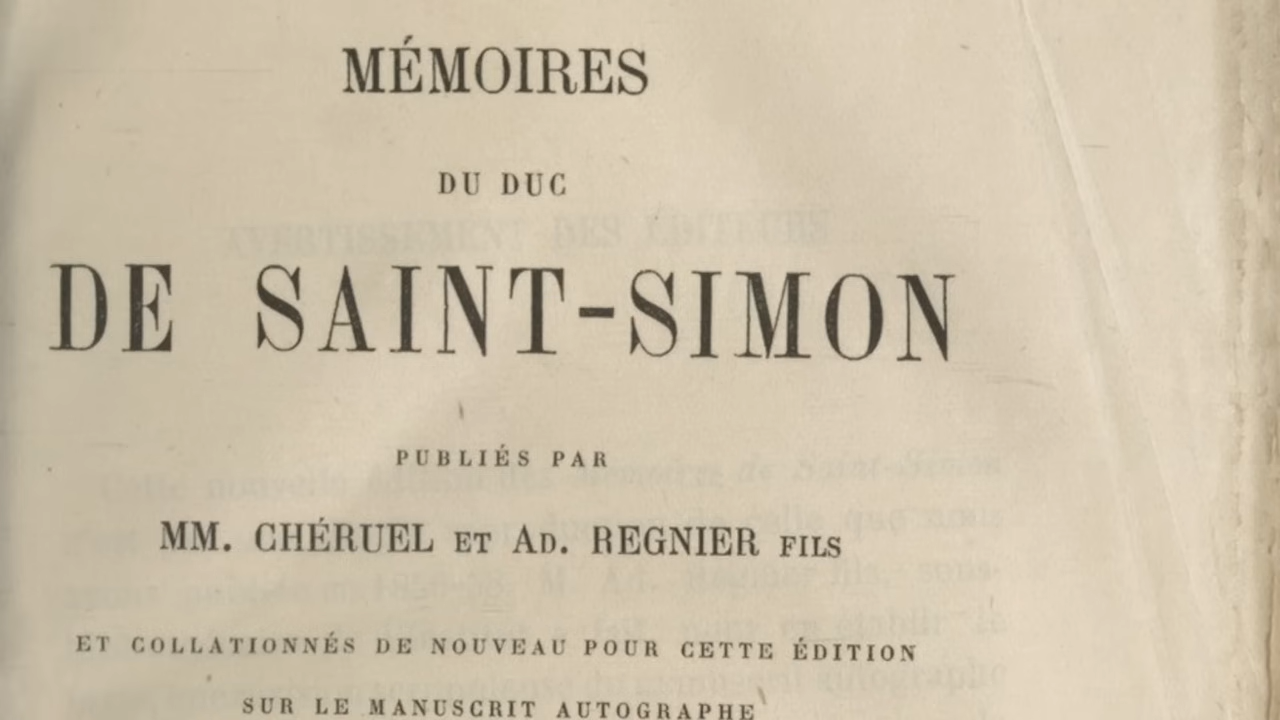 MÉMOIRES
DU DUC
DE SAINT-SIMON
PUBLIÉS PAR
MM. CHÉRUEL ET AD. REGNIER FILS
ET COLLATIONNÉS DE NOUVEAU POUR CETTE ÉDITION
SUR LE MANUSCRIT AUTOGRAPHE